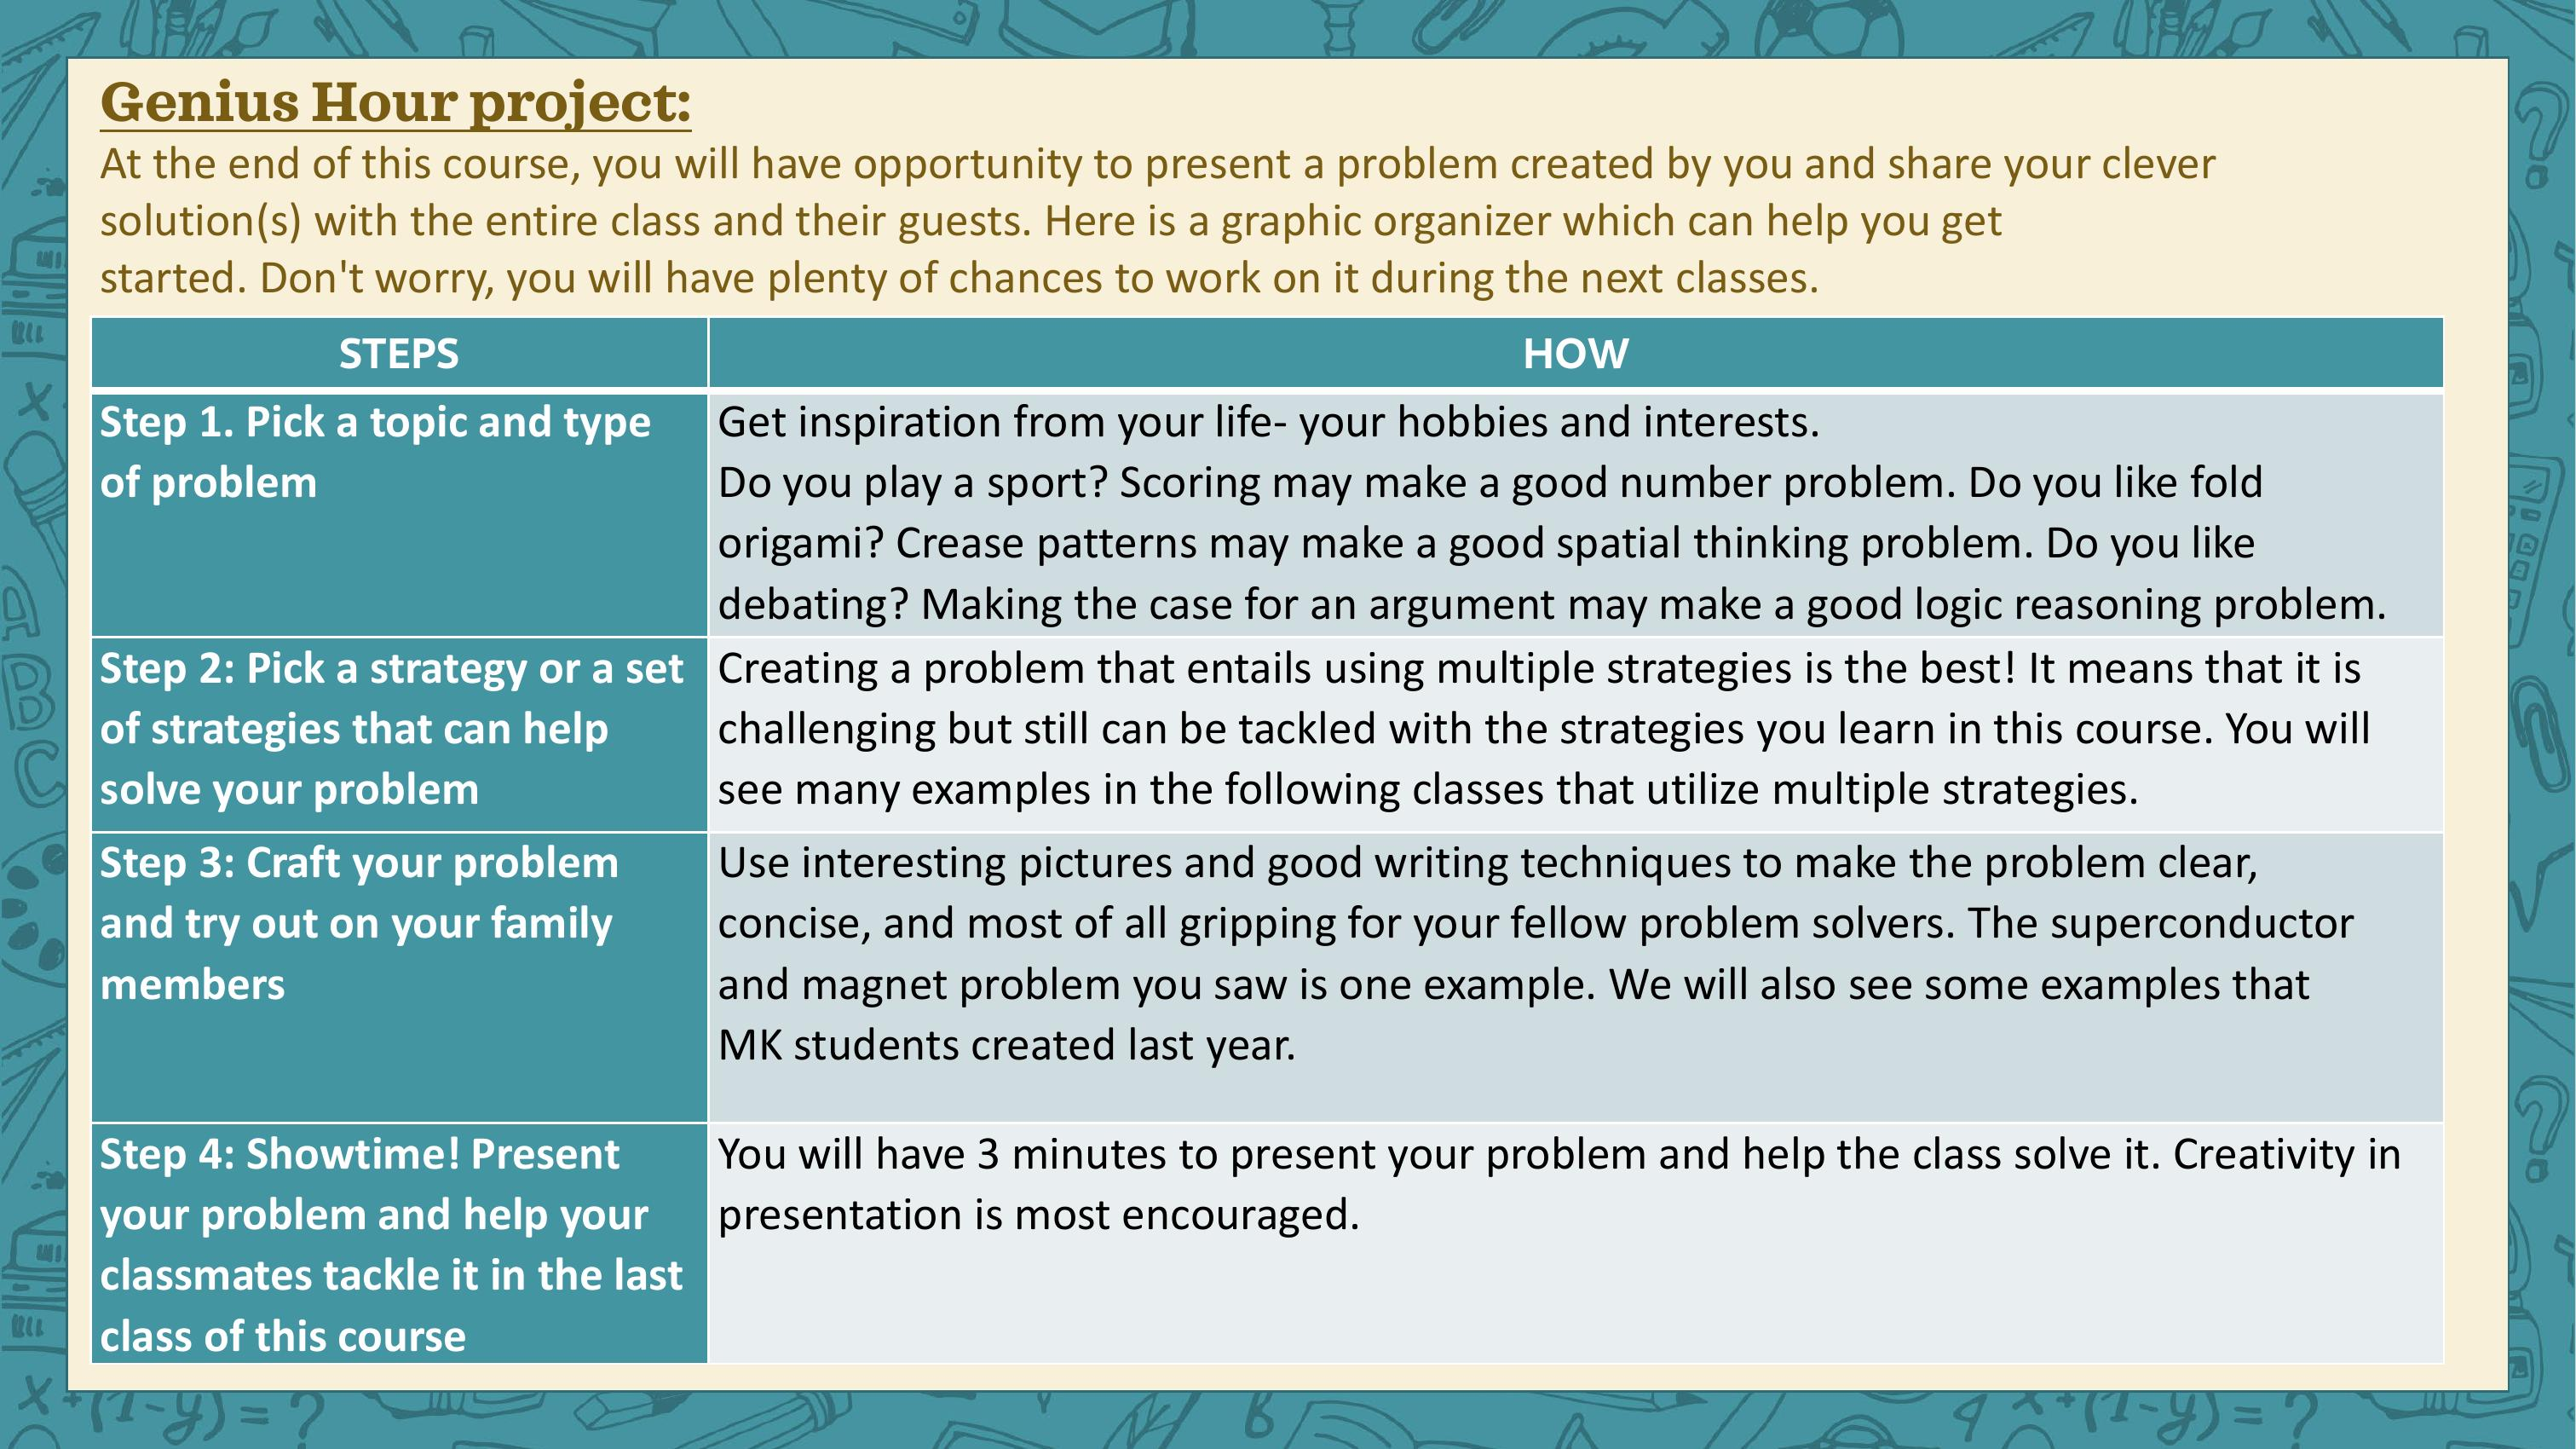 Genius Hour project:
At the end of this course, you will have opportunity to present a problem created by you and share your clever
solution(s) with the entire class and their guests. Here is a graphic organizer which can help you get
started. Don't worry, you will have plenty of chances to work on it during the next classes.
STEPS
HOW
Step 1. Pick a topic and type
of problem
Get inspiration from your life- your hobbies and interests.
Do you play a sport? Scoring may make a good number problem. Do you like fold
origami? Crease patterns may make a good spatial thinking problem. Do you like
debating? Making the case for an argument may make a good logic reasoning problem.
Step 2: Pick a strategy or a set
of strategies that can help
solve your problem
Creating a problem that entails using multiple strategies is the best! It means that it is
challenging but still can be tackled with the strategies you learn in this course. You will
see many examples in the following classes that utilize multiple strategies.
Step 3: Craft your problem
and try out on your family
members
Use interesting pictures and good writing techniques to make the problem clear,
concise, and most of all gripping for your fellow problem solvers. The superconductor
and magnet problem you saw is one example. We will also see some examples that
MK students created last year.
Step 4: Showtime! Present
your problem and help your
classmates tackle it in the last
class of this course
You will have 3 minutes to present your problem and help the class solve it. Creativity in
presentation is most encouraged.
A
B
C
x+(1-y)=?
x+(1-y)=?